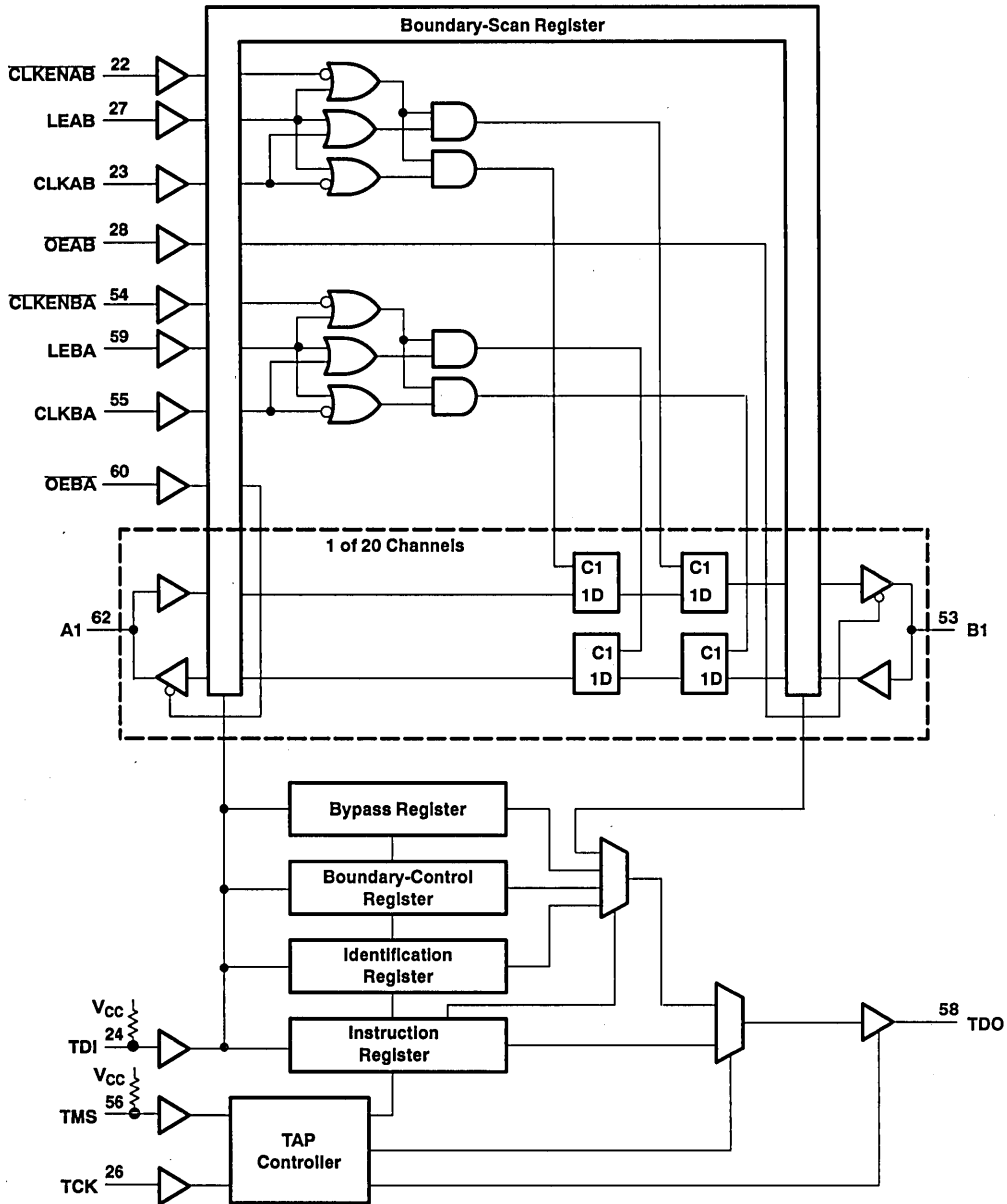 Boundary-Scan Register
CLKENAB 22
LEAB 27
CLKAB 23
OEAB 28
CLKENBA 54
LEBA 59
CLKBA 55
OEBA 60
1 of 20 Channels
C1
1D
C1
1D
A1 62
53 B1
C1
1D
C1
1D
Bypass Register
Boundary-Control
Register
Identification
Register
VCC
TDI 24
Instruction
Register
58 TDO
VCC
TMS 56
TAP
Controller
TCK 26